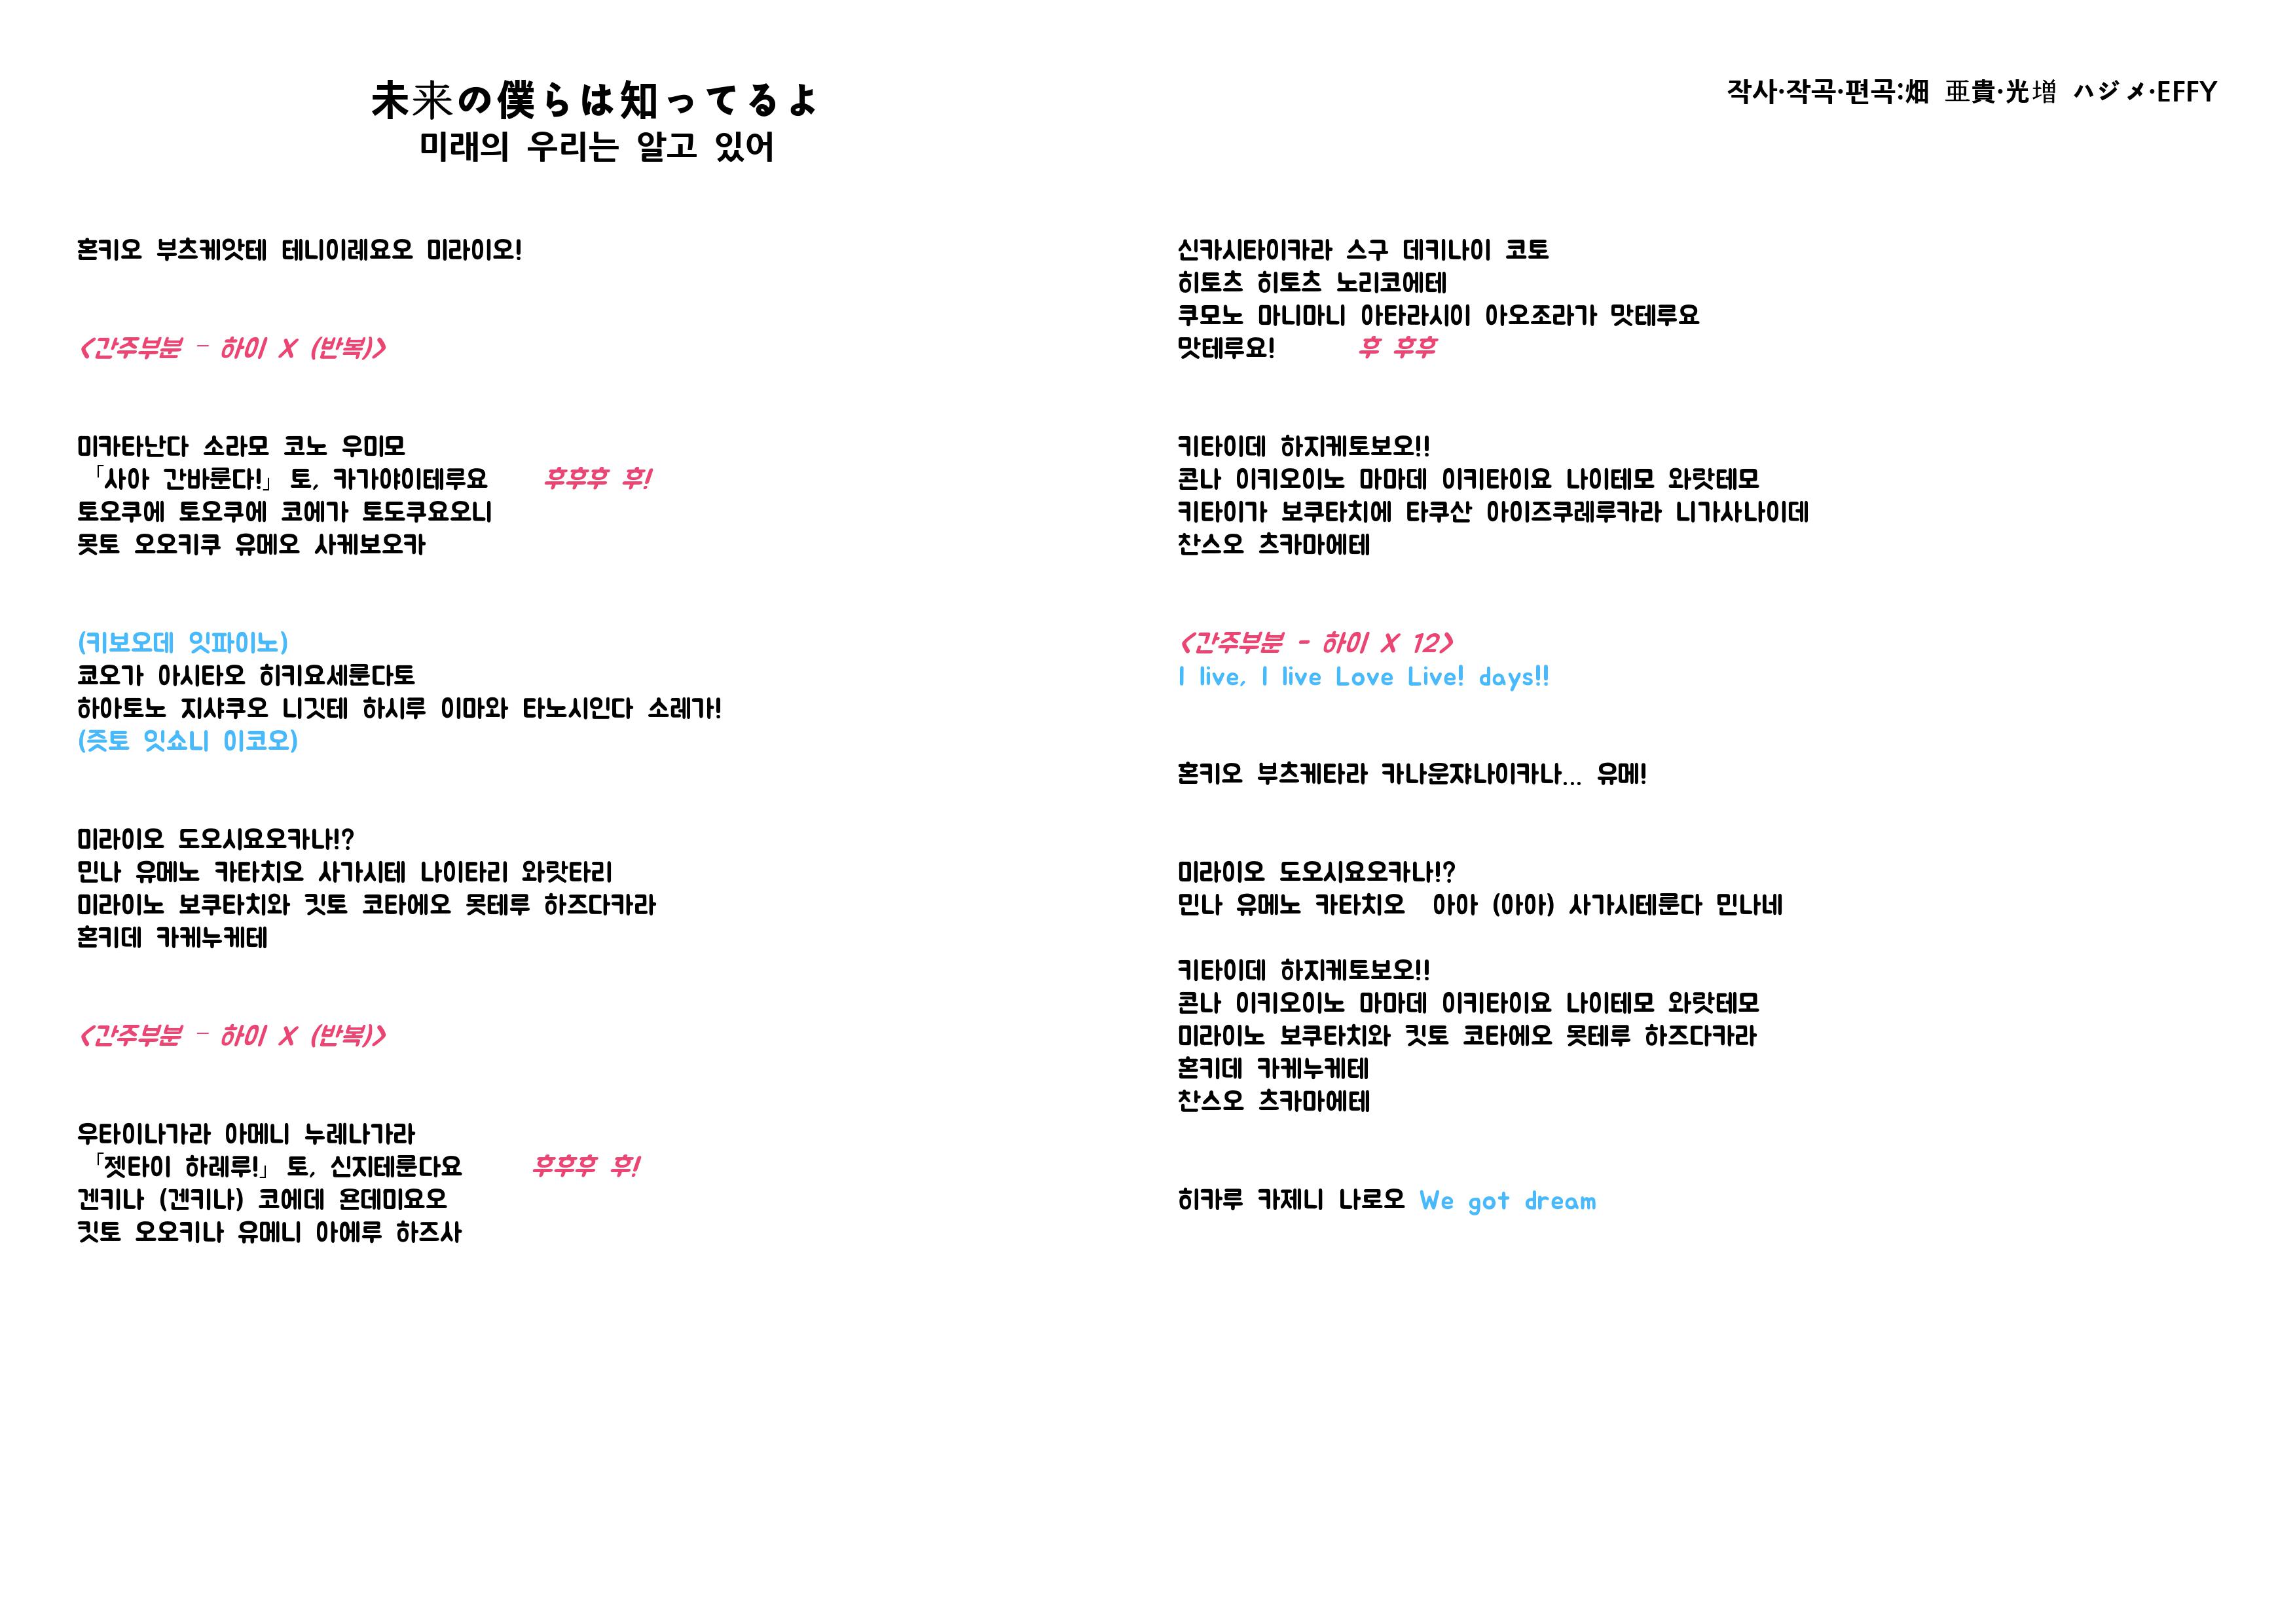 未来の僕らは知ってるよ
미래의 우리는 알고 있어
작사·작곡·편곡:畑 亜貴·光増 ハジメ·EFFY
혼키오 부츠케앗테 테니이레요오 미라이오!
<간주부분 - 하이 X (반복)>
미카타난다 소라모 코노 우미모
「사아 간바룬다!」 토, 카가야이테루요 후후후 후!
토오쿠에 토오쿠에 코에가 토도쿠요오니
못토 오오키쿠 유메오 사케보오카
(키보오데 잇파이노)
쿄오가 아시타오 히키요세룬다토
하아토노 지샤쿠오 니깃테 하시루 이마와 타노시인다 소레가!
(즛토 잇쇼니 이코오)
미라이오 도오시요오카나!?
민나 유메노 카타치오 사가시테 나이타리 와랏타리
미라이노 보쿠타치와 킷토 코타에오 못테루 하즈다카라
혼키데 카케누케테
<간주부분 - 하이 X (반복)>
우타이나가라 아메니 누레나가라
「젯타이 하레루!」 토, 신지테룬다요 후후후 후!
겐키나 (겐키나) 코에데 욘데미요오
킷토 오오키나 유메니 아에루 하즈사
신카시타이카라 스구 데키나이 코토
히토츠 히토츠 노리코에테
쿠모노 마니마니 아타라시이 아오조라가 맛테루요
맛테루요! 후 후후
키타이데 하지케토보오!!
콘나 이키오이노 마마데 이키타이요 나이테모 와랏테모
키타이가 보쿠타치에 타쿠산 아이즈쿠레루카라 니가사나이데
찬스오 츠카마에테
<간주부분 - 하이 X 12>
I live, I live Love Live! days!!
혼키오 부츠케타라 카나운쟈나이카나... 유메!
미라이오 도오시요오카나!?
민나 유메노 카타치오 아아 (아아) 사가시테룬다 민나네
키타이데 하지케토보오!!
콘나 이키오이노 마마데 이키타이요 나이테모 와랏테모
미라이노 보쿠타치와 킷토 코타에오 못테루 하즈다카라
혼키데 카케누케테
찬스오 츠카마에테
히카루 카제니 나로오 We got dream